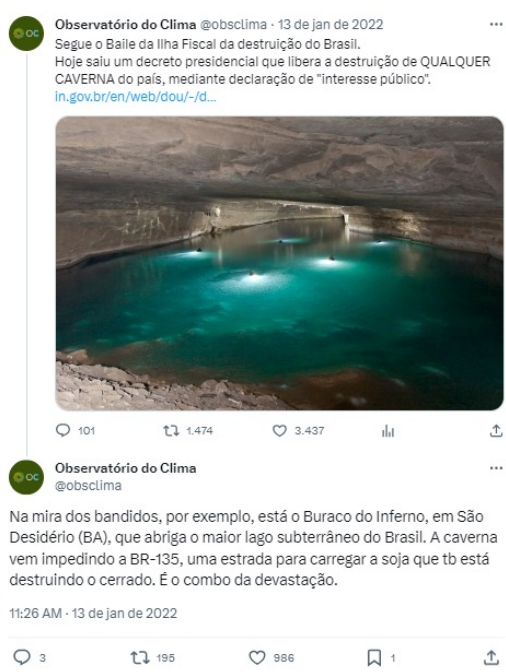 Observatório do Clima @obsclima · 13 de jan de 2022
Segue o Baile da Ilha Fiscal da destruição do Brasil.
Hoje saiu um decreto presidencial que libera a destruição de QUALQUER
CAVERNA do país, mediante declaração de "interesse público".
in.gov.br/en/web/dou/-/d...
101 1.474 3.437
OC
Observatório do Clima
@obsclima
Na mira dos bandidos, por exemplo, está o Buraco do Inferno, em São
Desidério (BA), que abriga o maior lago subterrâneo do Brasil. A caverna
vem impedindo a BR-135, uma estrada para carregar a soja que tb está
destruindo o cerrado. É o combo da devastação.
11:26 AM · 13 de jan de 2022
3 195 986 1